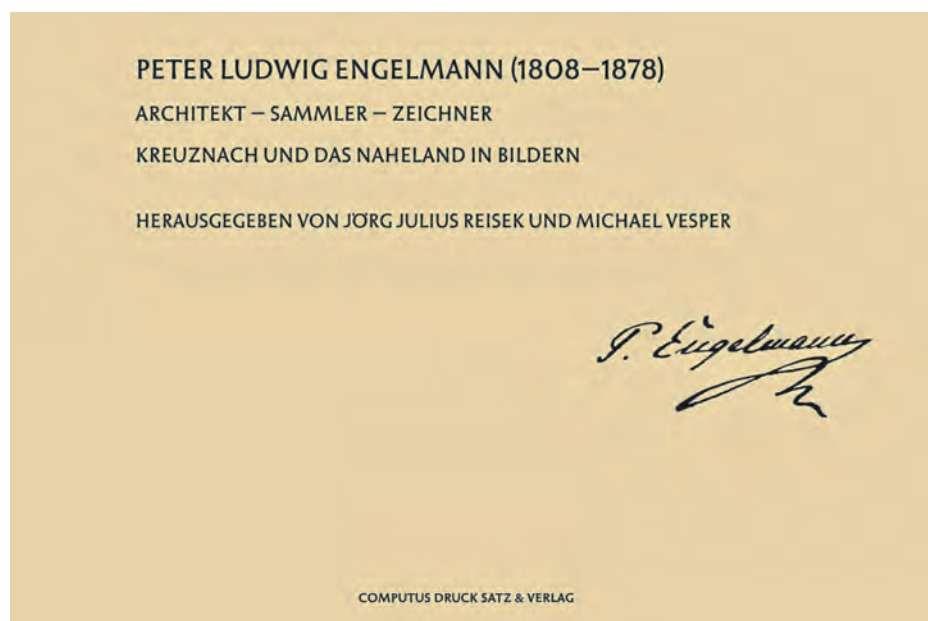 PETER LUDWIG ENGELMANN (1808–1878)
ARCHITEKT – SAMMLER – ZEICHNER
KREUZNACH UND DAS NAHELAND IN BILDERN
HERAUSGEGEBEN VON JÖRG JULIUS REISEK UND MICHAEL VESPER
P. Engelmann
COMPUTUS DRUCK SATZ & VERLAG